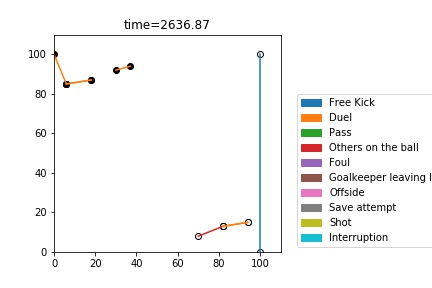 time=2636.87
100
80
60
40
20
0
0 20 40 60 80 100
Free Kick
Duel
Pass
Others on the ball
Foul
Goalkeeper leaving l
Offside
Save attempt
Shot
Interruption